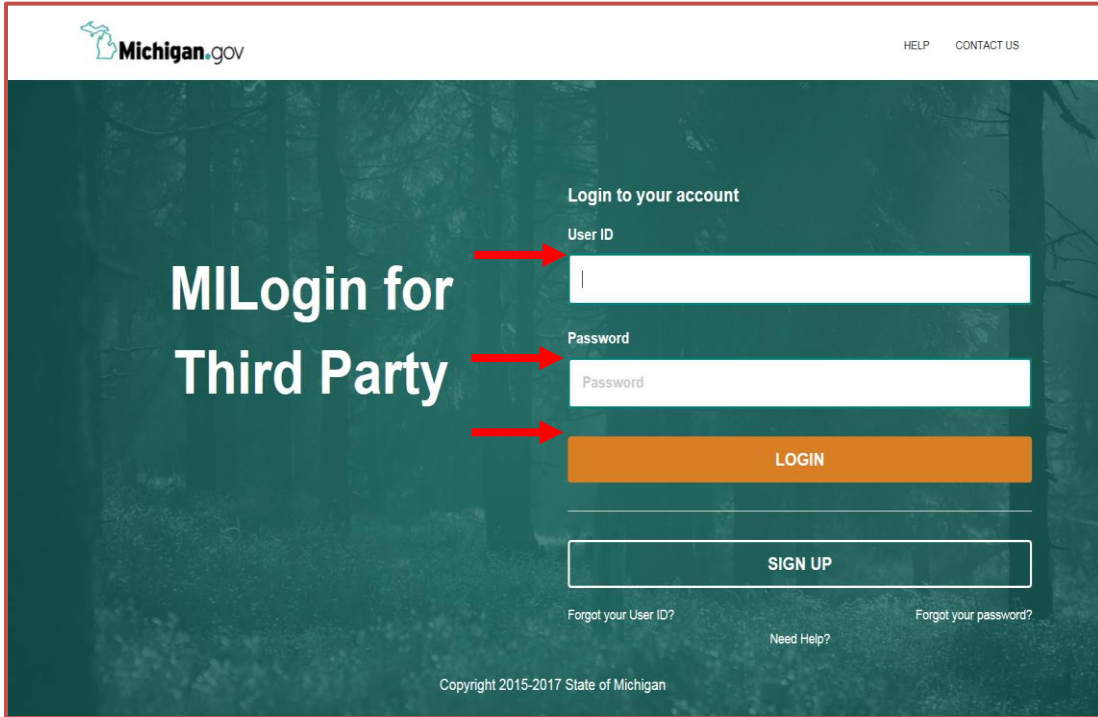 Michigan.gov
HELP CONTACT US
Login to your account
User ID
MILogin for
Third Party
Password
Password
LOGIN
SIGN UP
Forgot your User ID? Forgot your password?
Need Help?
Copyright 2015-2017 State of Michigan